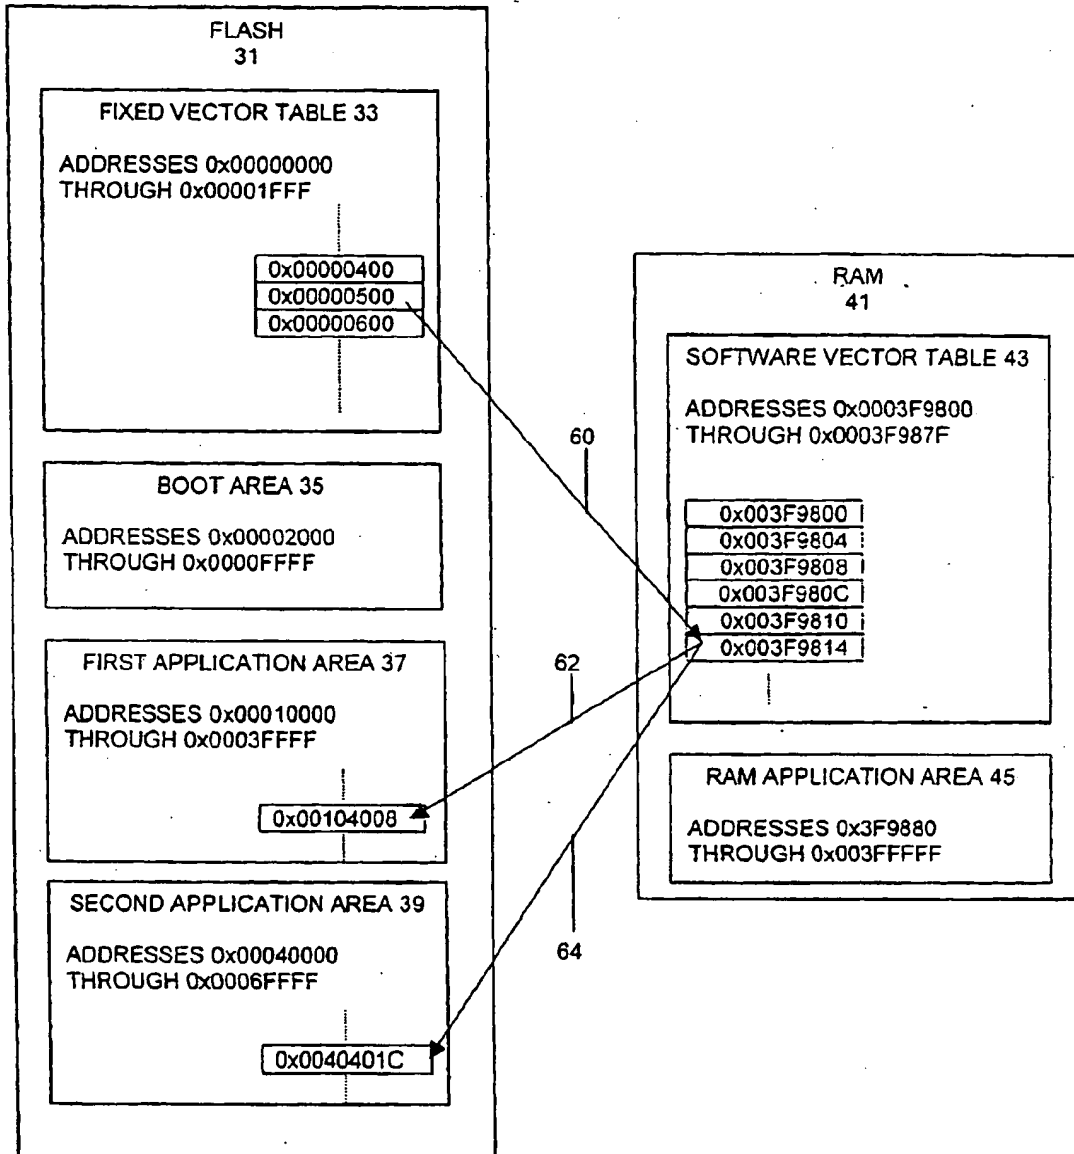 FLASH
31
FIXED VECTOR TABLE 33
ADDRESSES 0x00000000
THROUGH 0x00001FFF
0x00000400
0x00000500
0x00000600
BOOT AREA 35
ADDRESSES 0x00002000
THROUGH 0x0000FFFF
FIRST APPLICATION AREA 37
ADDRESSES 0x00010000
THROUGH 0x0003FFFF
0x00104008
SECOND APPLICATION AREA 39
ADDRESSES 0x00040000
THROUGH 0x0006FFFF
0x0040401C
60
62
64
RAM
41
SOFTWARE VECTOR TABLE 43
ADDRESSES 0x0003F9800
THROUGH 0x0003F987F
0x003F9800
0x003F9804
0x003F9808
0x003F980C
0x003F9810
0x003F9814
RAM APPLICATION AREA 45
ADDRESSES 0x3F9880
THROUGH 0x003FFFFF